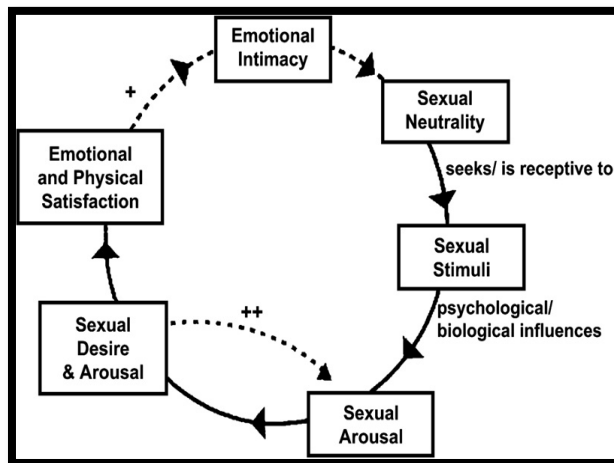 Emotional
Intimacy
Sexual
Neutrality
seeks/ is receptive to
Sexual
Stimuli
psychological/
biological influences
Sexual
Arousal
Sexual
Desire
& Arousal
++
Emotional
and Physical
Satisfaction
+